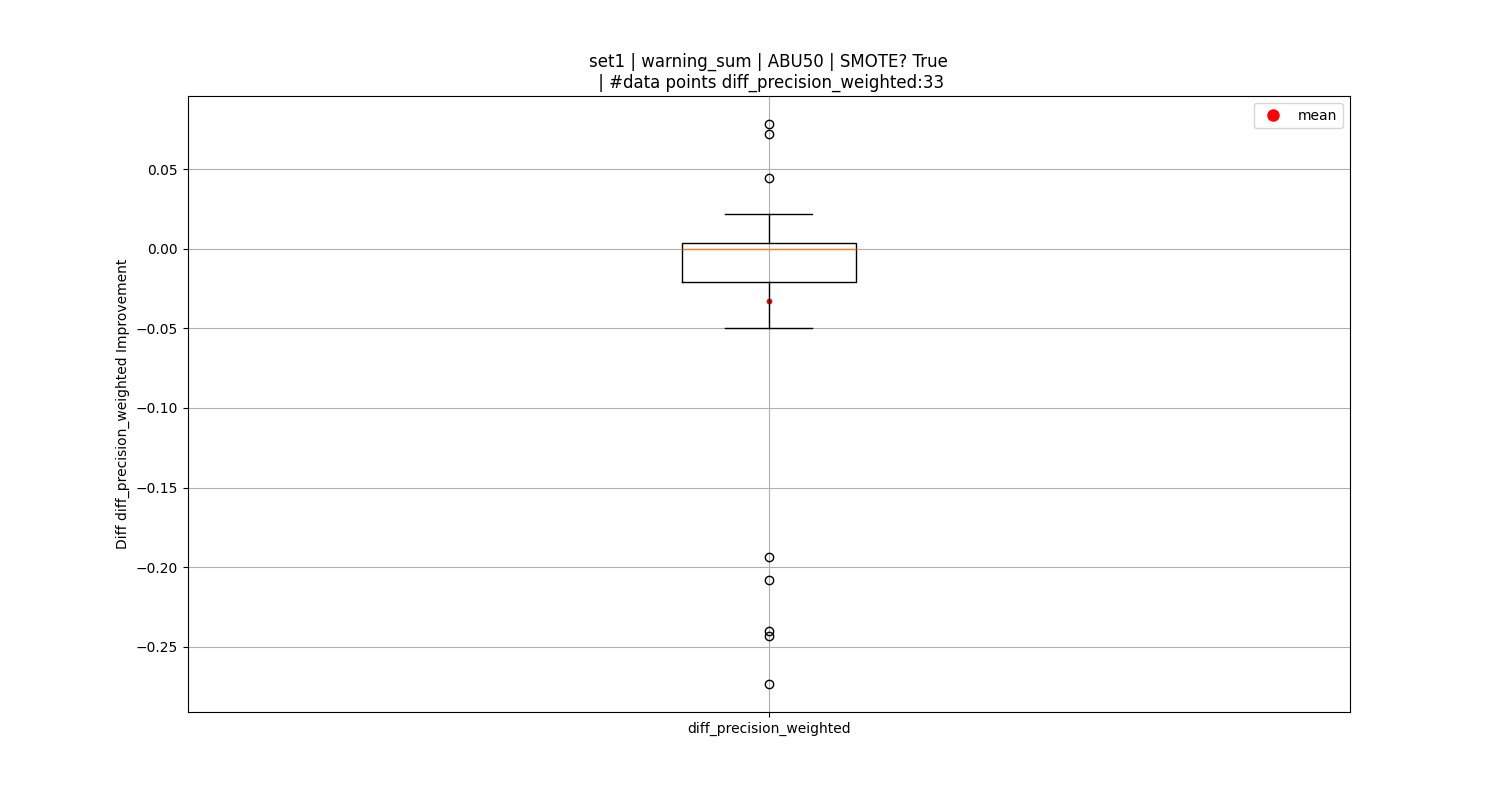 set1 | warning_sum | ABU50 | SMOTE? True
| #data points diff_precision_weighted:33
mean
0.05
0.00
−0.05
−0.10
−0.15
−0.20
−0.25
Diff diff_precision_weighted Improvement
diff_precision_weighted